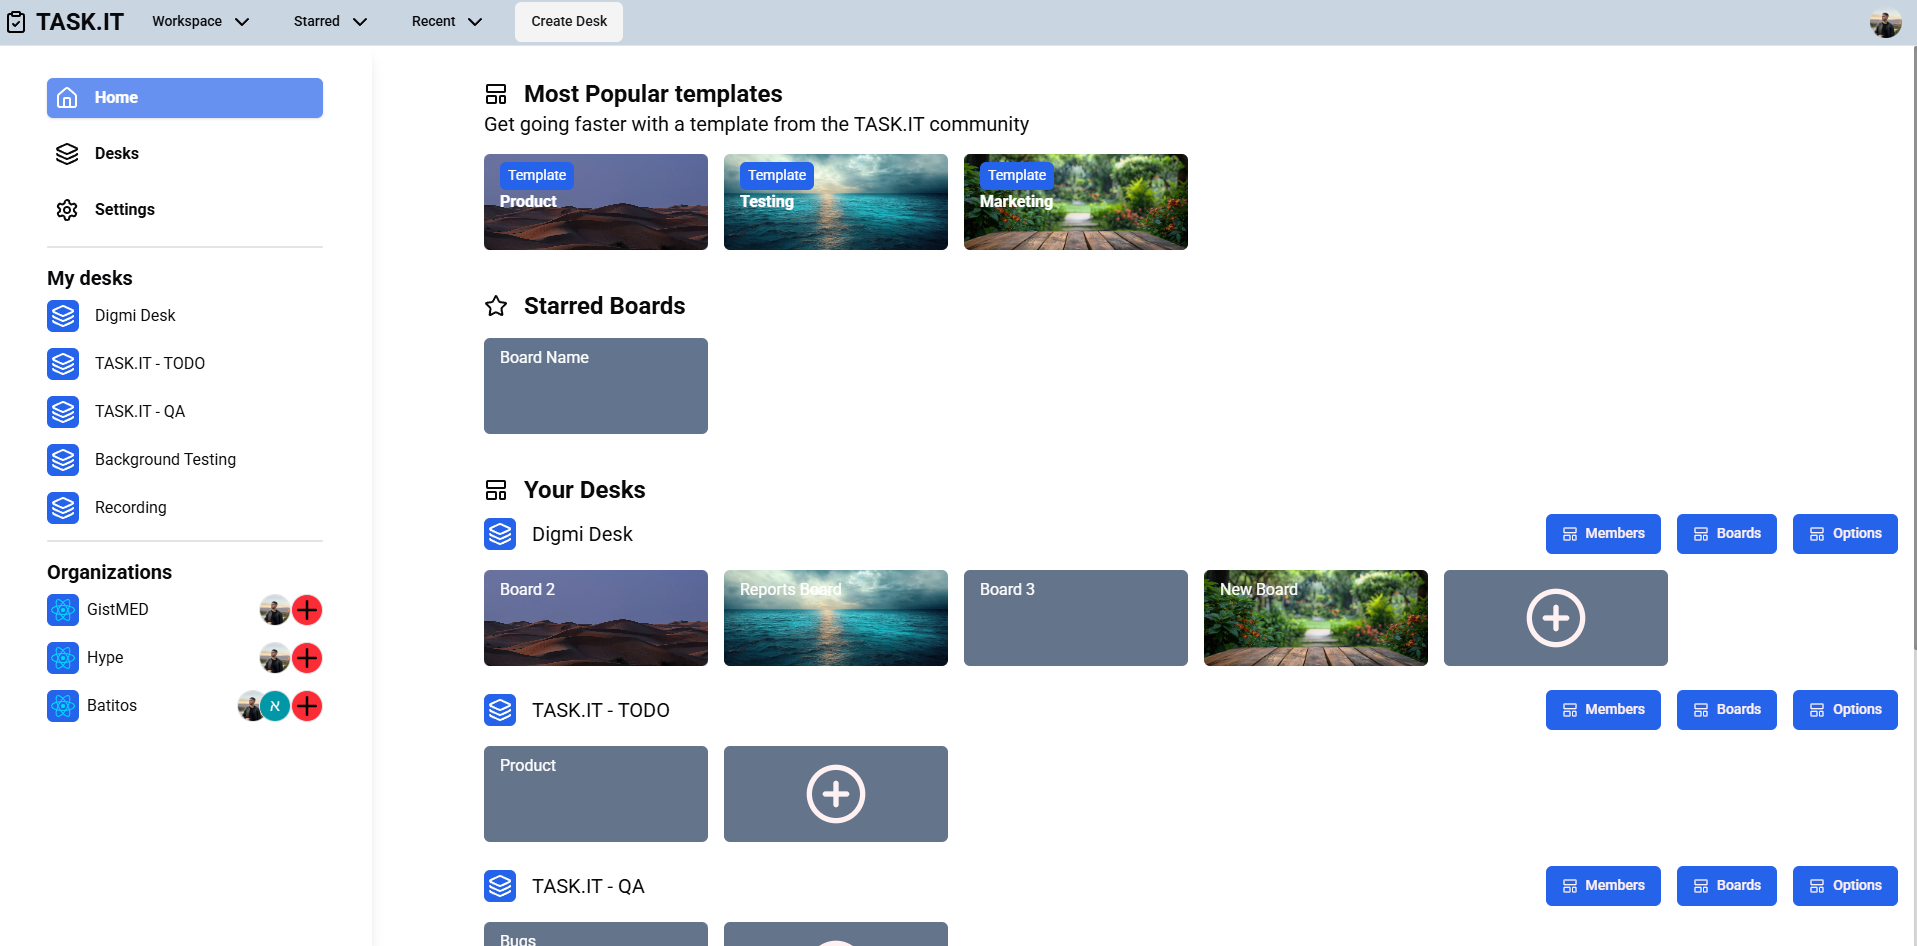 TASK.IT
Workspace
Starred
Recent
Create Desk
Home
Desks
Settings
My desks
Digmi Desk
TASK.IT - TODO
TASK.IT - QA
Background Testing
Recording
Organizations
GistMED
Hype
Batitos
א
Most Popular templates
Get going faster with a template from the TASK.IT community
Template
Product
Template
Testing
Template
Marketing
Starred Boards
Board Name
Your Desks
Digmi Desk
Members
Boards
Options
Board 2
Reports Board
Board 3
New Board
TASK.IT - TODO
Members
Boards
Options
Product
TASK.IT - QA
Members
Boards
Options
Bugs